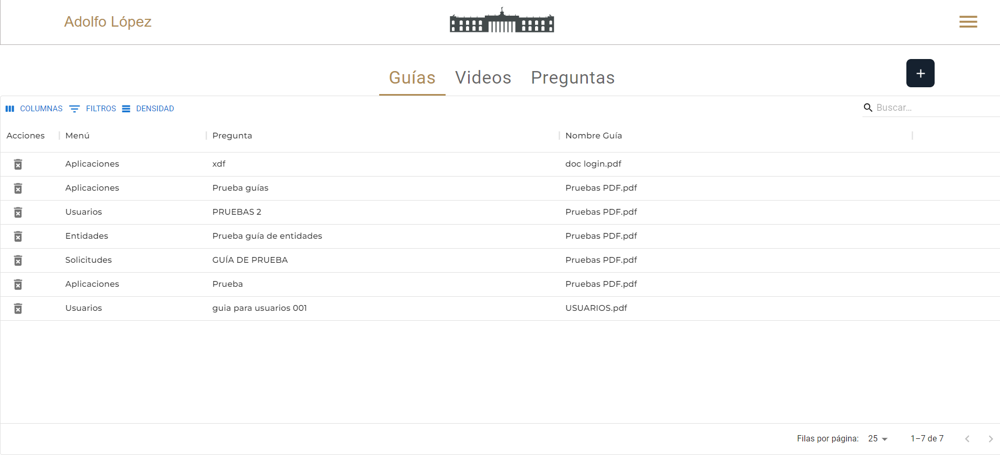 Adolfo López
Guías Videos Preguntas
COLUMNAS FILTROS DENSIDAD Buscar...
Acciones Menú Pregunta Nombre Guía
Aplicaciones xdf doc login.pdf
Aplicaciones Prueba guías Pruebas PDF.pdf
Usuarios PRUEBAS 2 Pruebas PDF.pdf
Entidades Prueba guía de entidades Pruebas PDF.pdf
Solicitudes GUÍA DE PRUEBA Pruebas PDF.pdf
Aplicaciones Prueba Pruebas PDF.pdf
Usuarios guia para usuarios 001 USUARIOS.pdf
Filas por página: 25 1–7 de 7